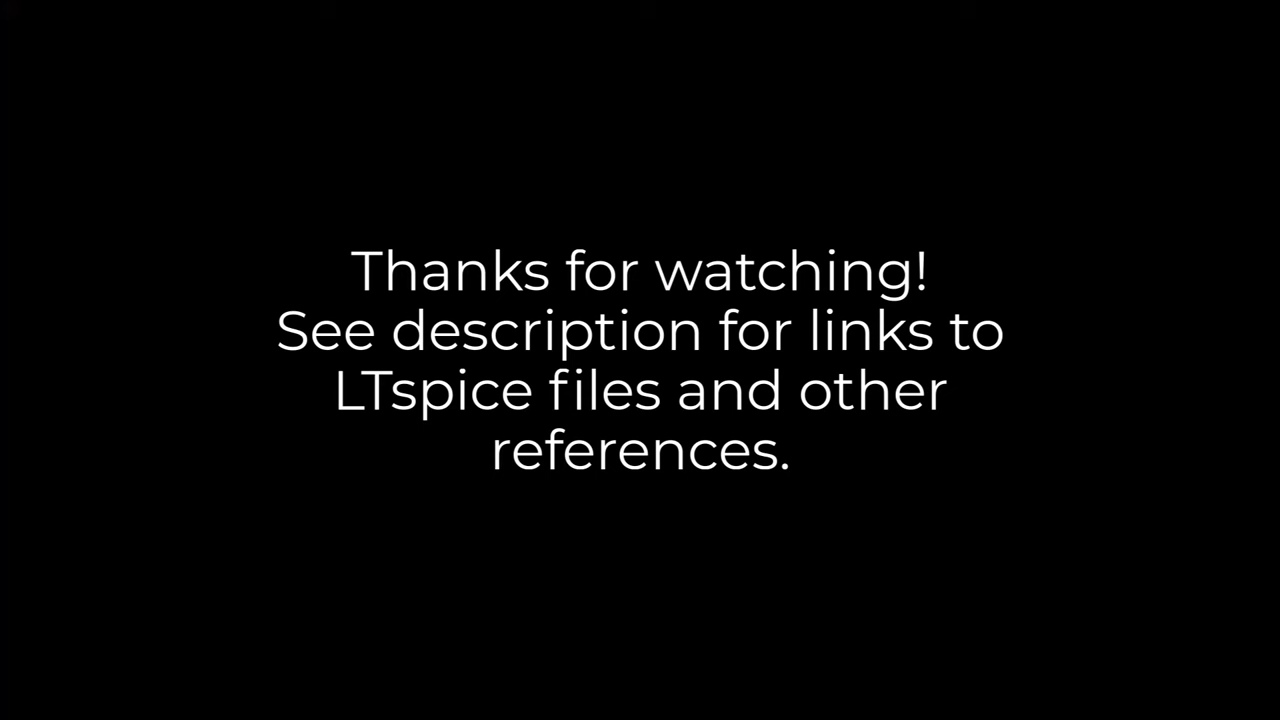 Thanks for watching!
See description for links to
LTspice files and other
references.